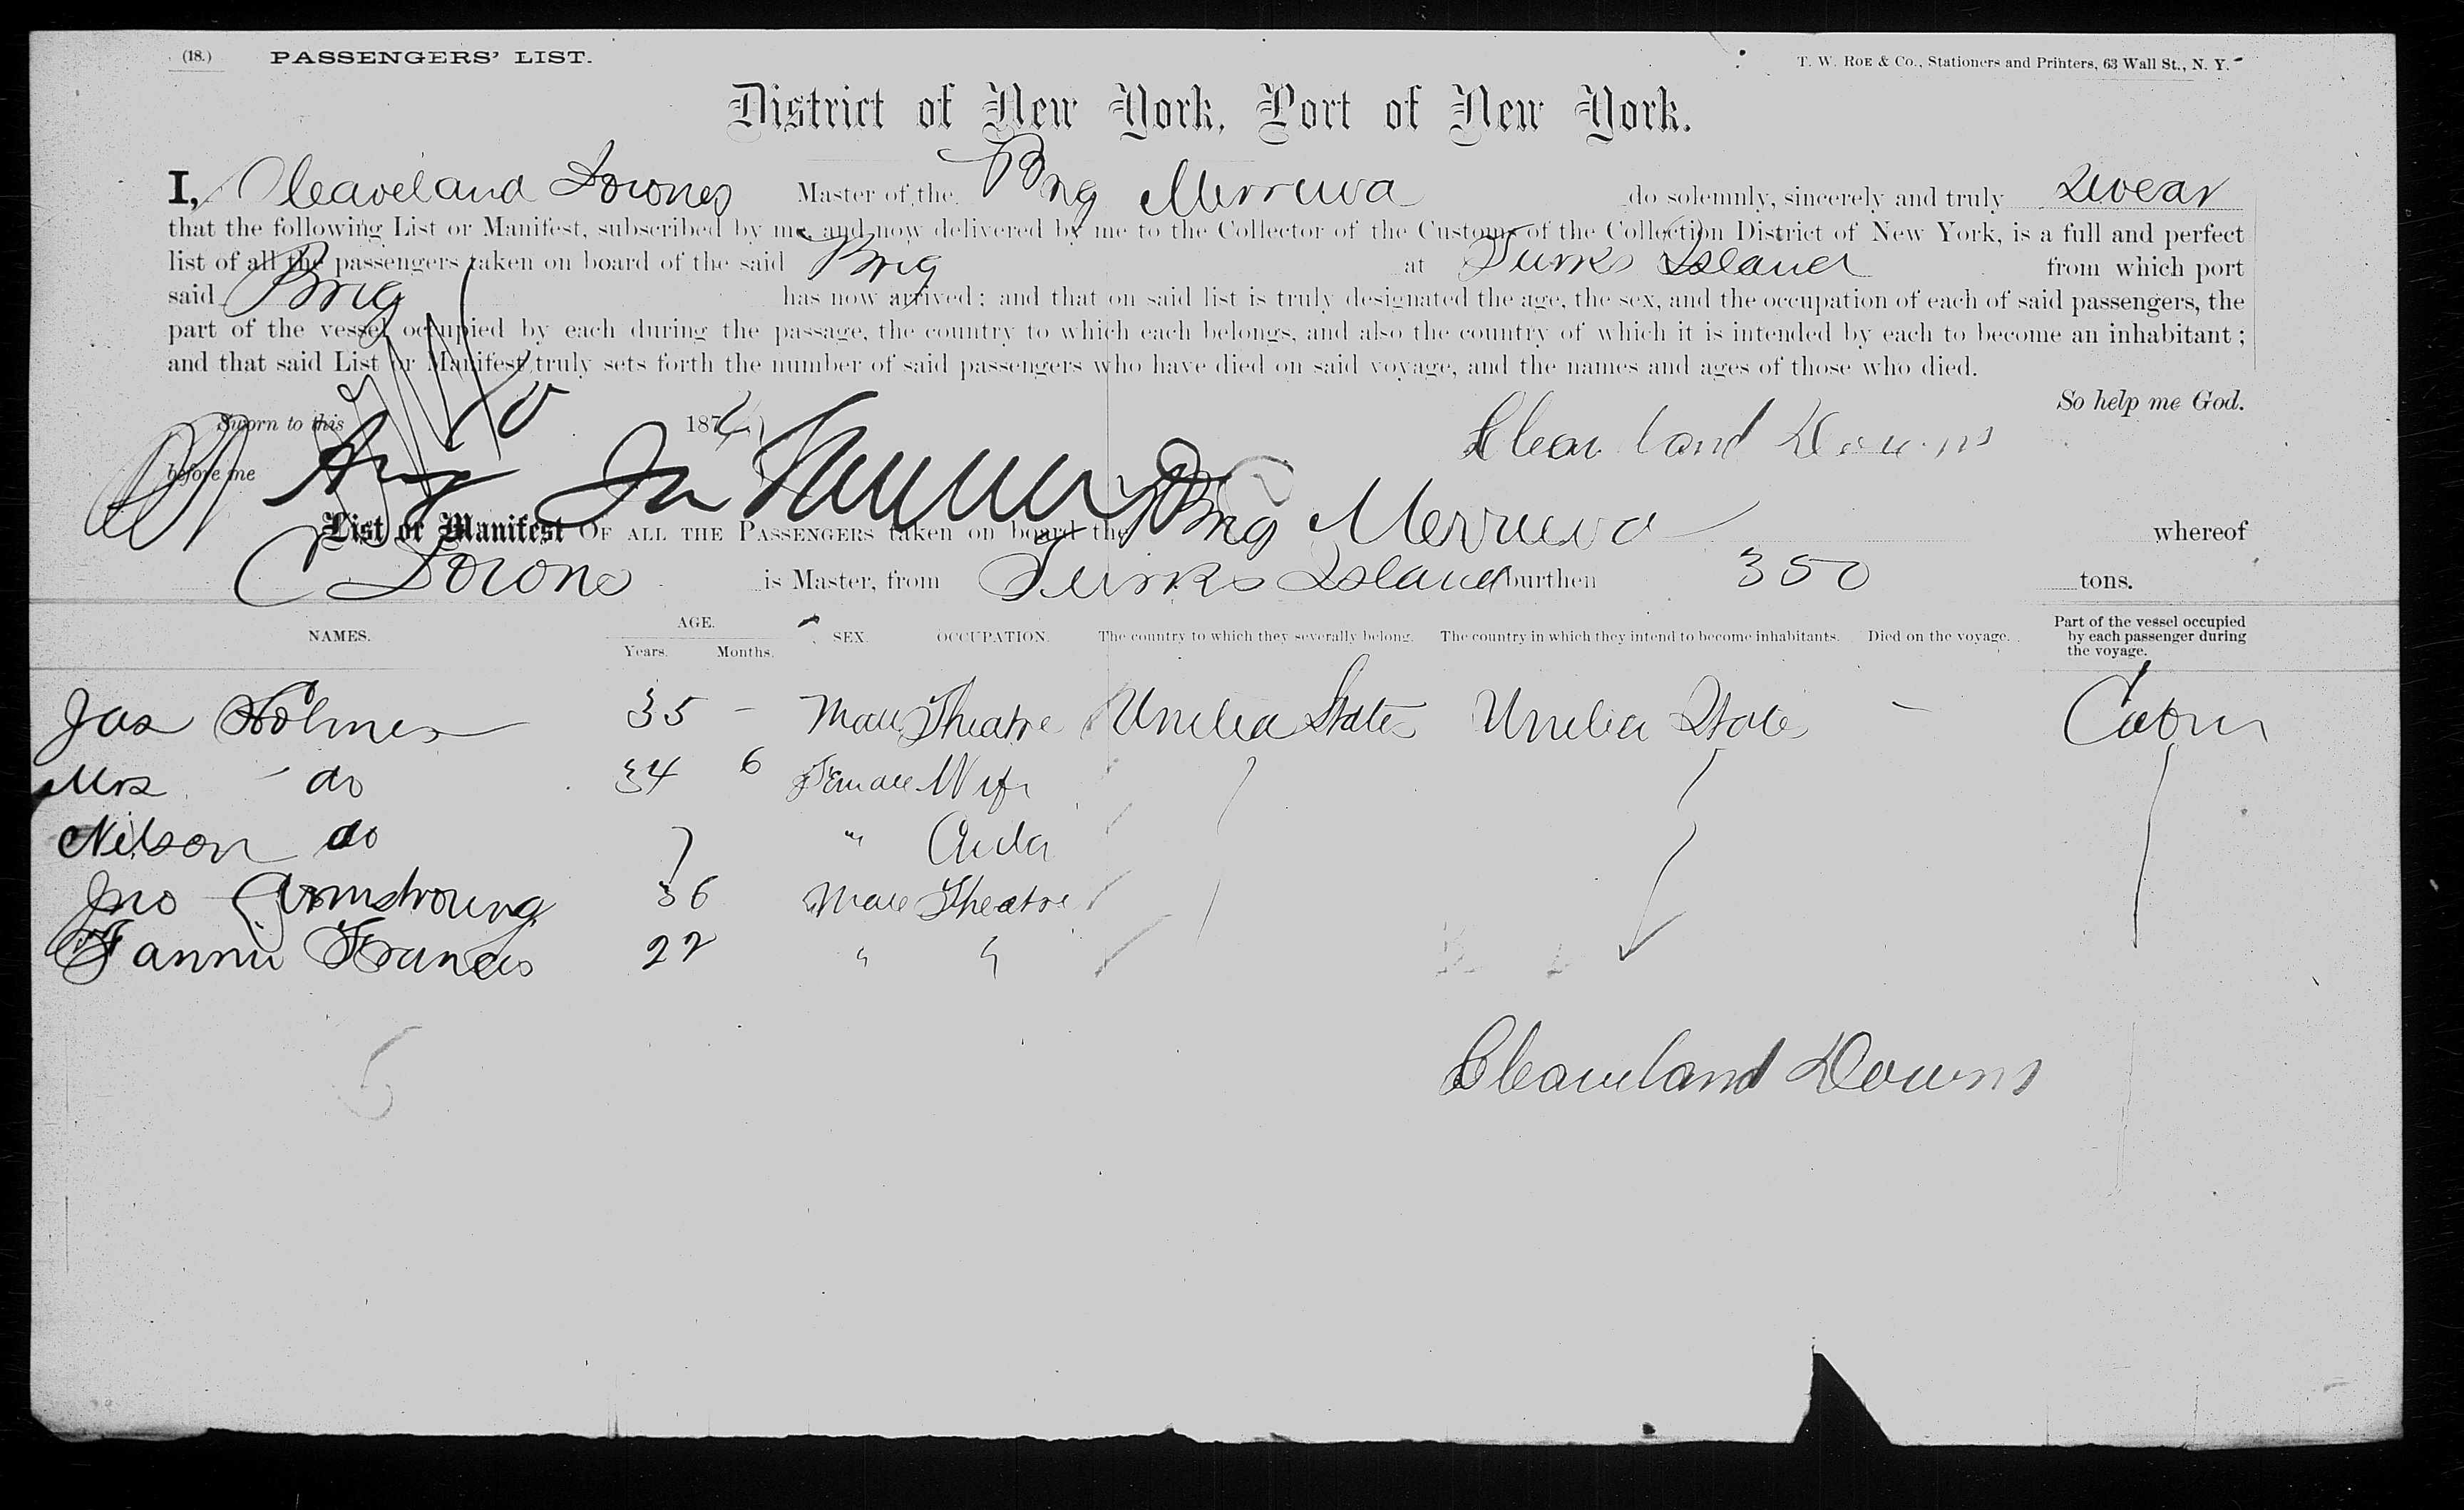 (18.) PASSENGERS' LIST.
T. W. ROE & CO., Stationers and Printers, 63 Wall St., N. Y.
District of New York, Port of New York.
I, Cleaveland Downes Master of the Brig Merriwa do solemnly, sincerely and truly swear
that the following List or Manifest, subscribed by me, and now delivered by me to the Collector of the Customs of the Collection District of New York, is a full and perfect
list of all the passengers taken on board of the said Brig at Turks Island from which port
said Brig has now arrived; and that on said list is truly designated the age, the sex, and the occupation of each of said passengers, the
part of the vessel occupied by each during the passage, the country to which each belongs, and also the country of which it is intended by each to become an inhabitant;
and that said List or Manifest truly sets forth the number of said passengers who have died on said voyage, and the names and ages of those who died.
So help me God.
Sworn to this 10 Aug 187
Cleaveland Downs
before me
List or Manifest OF ALL THE PASSENGERS taken on board the Brig Merriwa whereof
C Downs is Master, from Turks Island burthen 350 tons.
NAMES. AGE. Years. Months. SEX. OCCUPATION. The country to which they severally belong. The country in which they intend to become inhabitants. Died on the voyage. Part of the vessel occupied by each passenger during the voyage.
Jas Holmes 35 - Male Theatre United States United States - Cabin
Mrs do 34 6 Female Wife
Nilson do 7 " 
Jno Armstroung 36 Male Theatre
Fannie Francis 22 " "
Cleaveland Downs